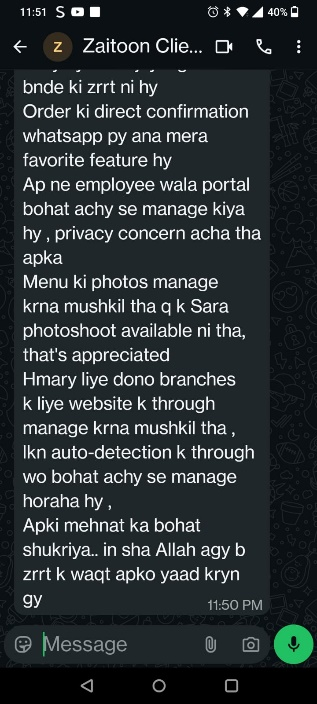 11:51
40%
Z
Zaitoon Clie...
bnde ki zrrt ni hy
Order ki direct confirmation
whatsapp py ana mera
favorite feature hy
Ap ne employee wala portal
bohat achy se manage kiya
hy , privacy concern acha tha
apka
Menu ki photos manage
krna mushkil tha q k Sara
photoshoot available ni tha,
that's appreciated
Hmary liye dono branches
k liye website k through
manage krna mushkil tha ,
lkn auto-detection k through
wo bohat achy se manage
horaha hy ,
Apki mehnat ka bohat
shukriya.. in sha Allah agy b
zrrt k waqt apko yaad kryn
gy
11:50 PM
Message